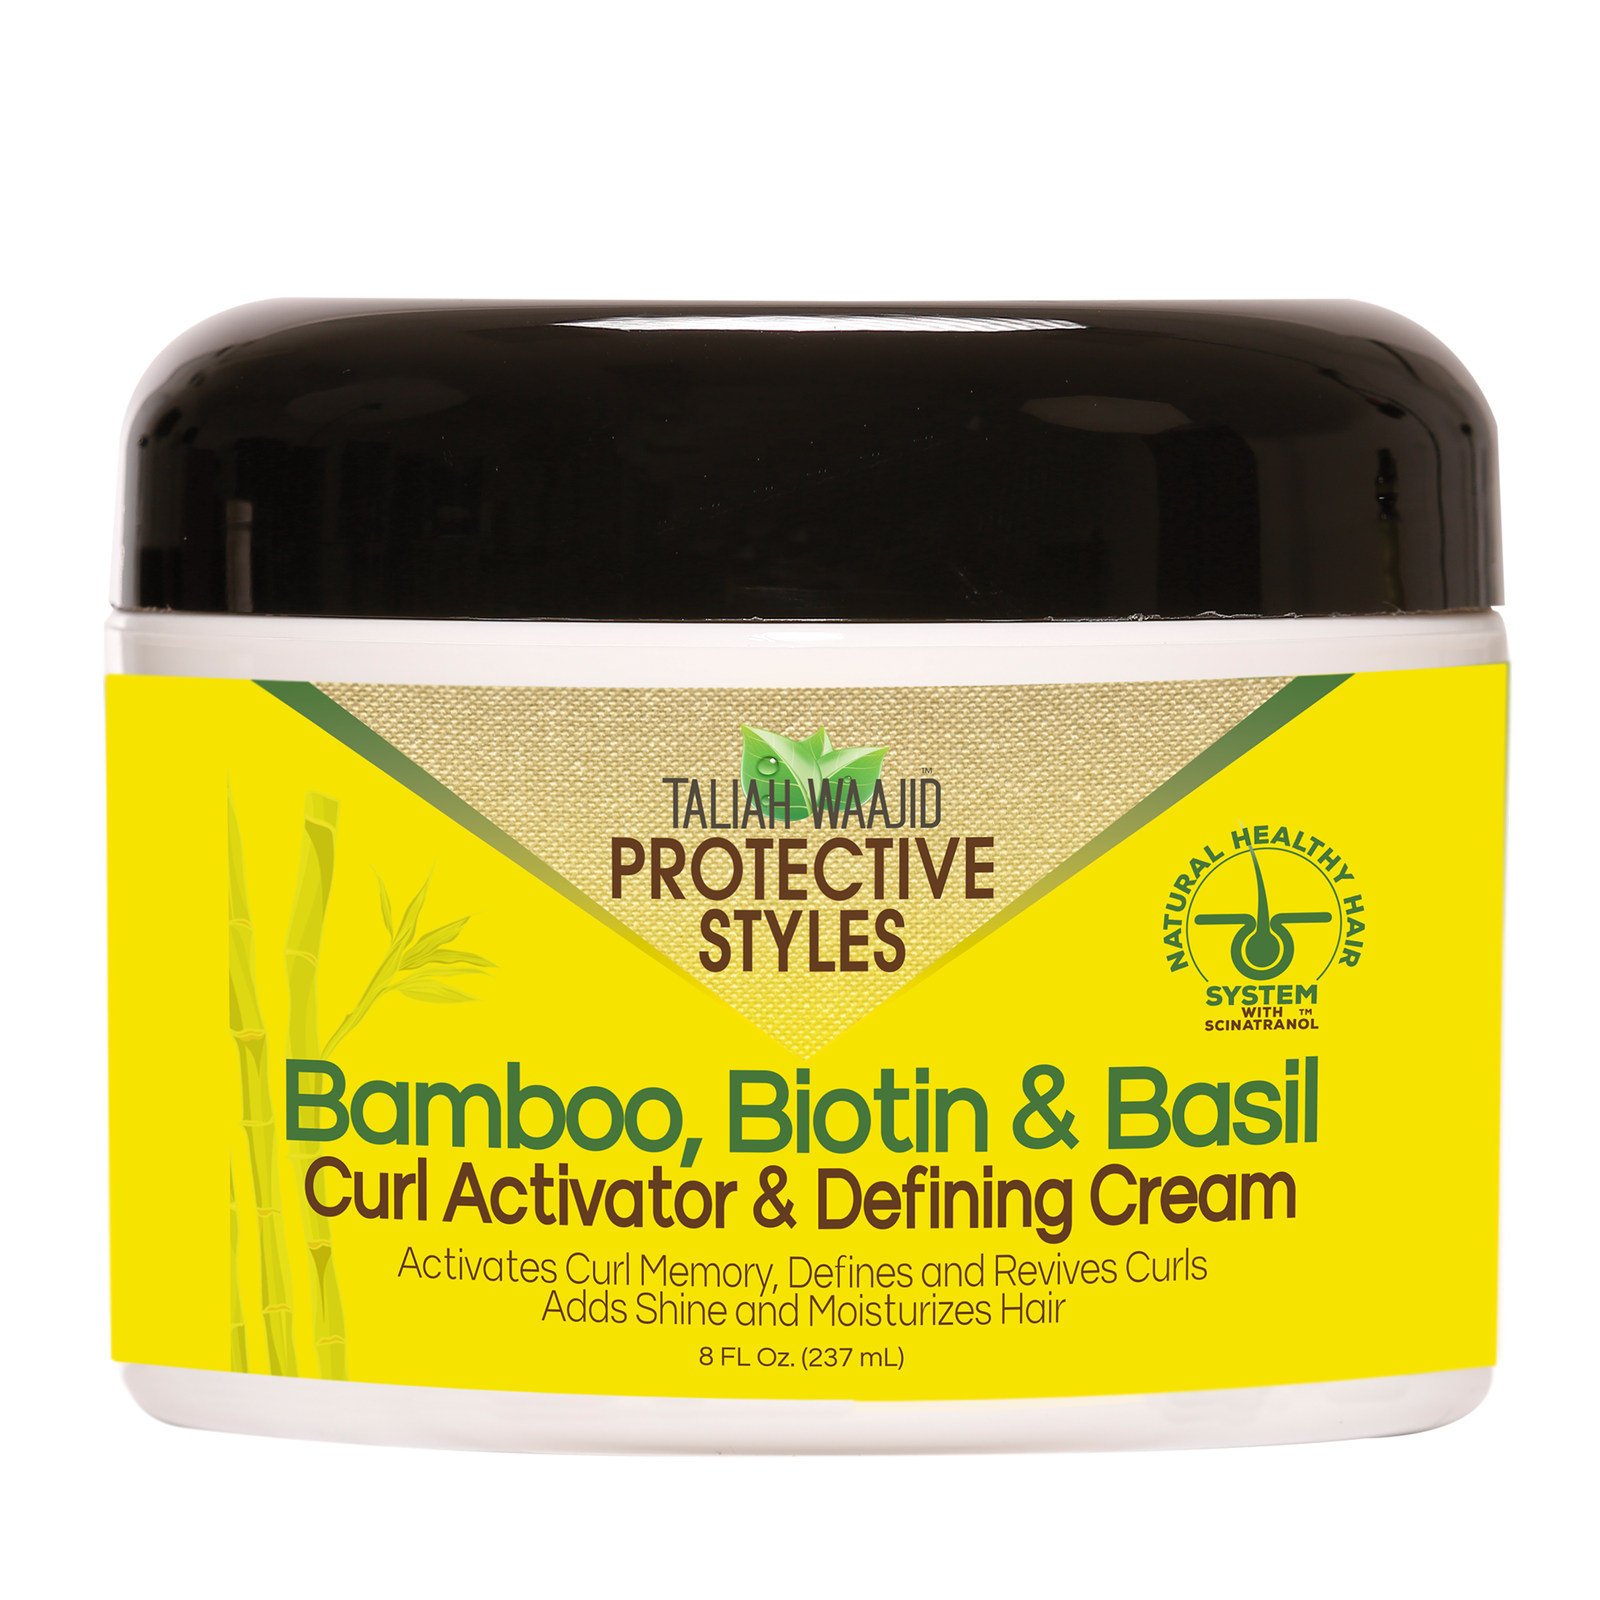 TALIAH WAAJID™
PROTECTIVE
STYLES
NATURAL HEALTHY HAIR
SYSTEM
WITH ™
SCINATRANOL
Bamboo, Biotin & Basil
Curl Activator & Defining Cream
Activates Curl Memory, Defines and Revives Curls
Adds Shine and Moisturizes Hair
8 FL Oz. (237 mL)